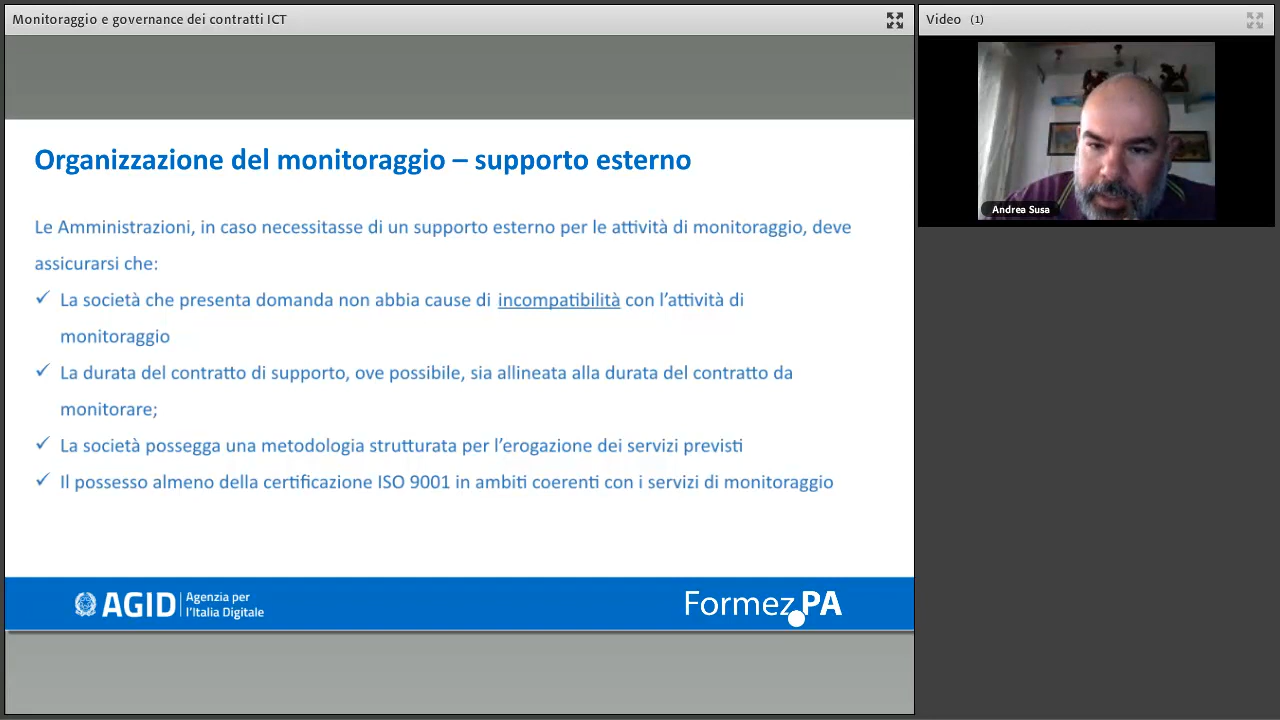 Monitoraggio e governance dei contratti ICT
Video (1)
Andrea Susa
Organizzazione del monitoraggio – supporto esterno
Le Amministrazioni, in caso necessitasse di un supporto esterno per le attività di monitoraggio, deve
assicurarsi che:
✓ La società che presenta domanda non abbia cause di incompatibilità con l'attività di
monitoraggio
✓ La durata del contratto di supporto, ove possibile, sia allineata alla durata del contratto da
monitorare;
✓ La società possegga una metodologia strutturata per l'erogazione dei servizi previsti
✓ Il possesso almeno della certificazione ISO 9001 in ambiti coerenti con i servizi di monitoraggio
AGID
Agenzia per
l'Italia Digitale
Formez PA